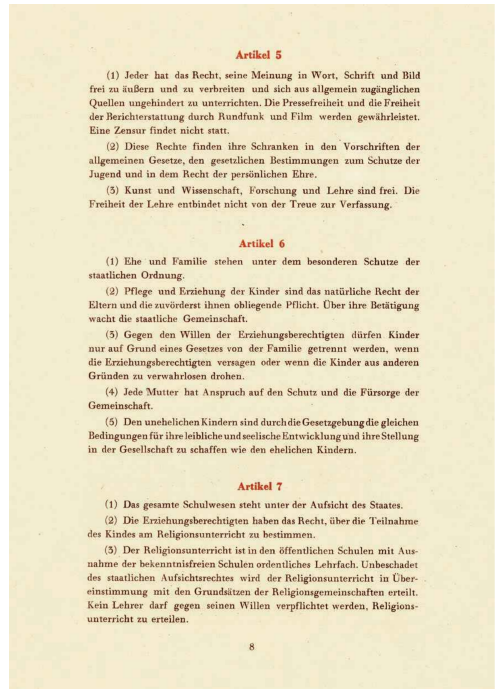 Artikel 5
(1) Jeder hat das Recht, seine Meinung in Wort, Schrift und Bild
frei zu äußern und zu verbreiten und sich aus allgemein zugänglichen
Quellen ungehindert zu unterrichten. Die Pressefreiheit und die Freiheit
der Berichterstattung durch Rundfunk und Film werden gewährleistet.
Eine Zensur findet nicht statt.
(2) Diese Rechte finden ihre Schranken in den Vorschriften der
allgemeinen Gesetze, den gesetzlichen Bestimmungen zum Schutze der
Jugend und in dem Recht der persönlichen Ehre.
(3) Kunst und Wissenschaft, Forschung und Lehre sind frei. Die
Freiheit der Lehre entbindet nicht von der Treue zur Verfassung.
Artikel 6
(1) Ehe und Familie stehen unter dem besonderen Schutze der
staatlichen Ordnung.
(2) Pflege und Erziehung der Kinder sind das natürliche Recht der
Eltern und die zuvörderst ihnen obliegende Pflicht. Über ihre Betätigung
wacht die staatliche Gemeinschaft.
(3) Gegen den Willen der Erziehungsberechtigten dürfen Kinder
nur auf Grund eines Gesetzes von der Familie getrennt werden, wenn
die Erziehungsberechtigten versagen oder wenn die Kinder aus anderen
Gründen zu verwahrlosen drohen.
(4) Jede Mutter hat Anspruch auf den Schutz und die Fürsorge der
Gemeinschaft.
(5) Den unehelichen Kindern sind durch die Gesetzgebung die gleichen
Bedingungen für ihre leibliche und seelische Entwicklung und ihre Stellung
in der Gesellschaft zu schaffen wie den ehelichen Kindern.
Artikel 7
(1) Das gesamte Schulwesen steht unter der Aufsicht des Staates.
(2) Die Erziehungsberechtigten haben das Recht, über die Teilnahme
des Kindes am Religionsunterricht zu bestimmen.
(3) Der Religionsunterricht ist in den öffentlichen Schulen mit Aus-
nahme der bekenntnisfreien Schulen ordentliches Lehrfach. Unbeschadet
des staatlichen Aufsichtsrechtes wird der Religionsunterricht in Über-
einstimmung mit den Grundsätzen der Religionsgemeinschaften erteilt.
Kein Lehrer darf gegen seinen Willen verpflichtet werden, Religions-
unterricht zu erteilen.
8